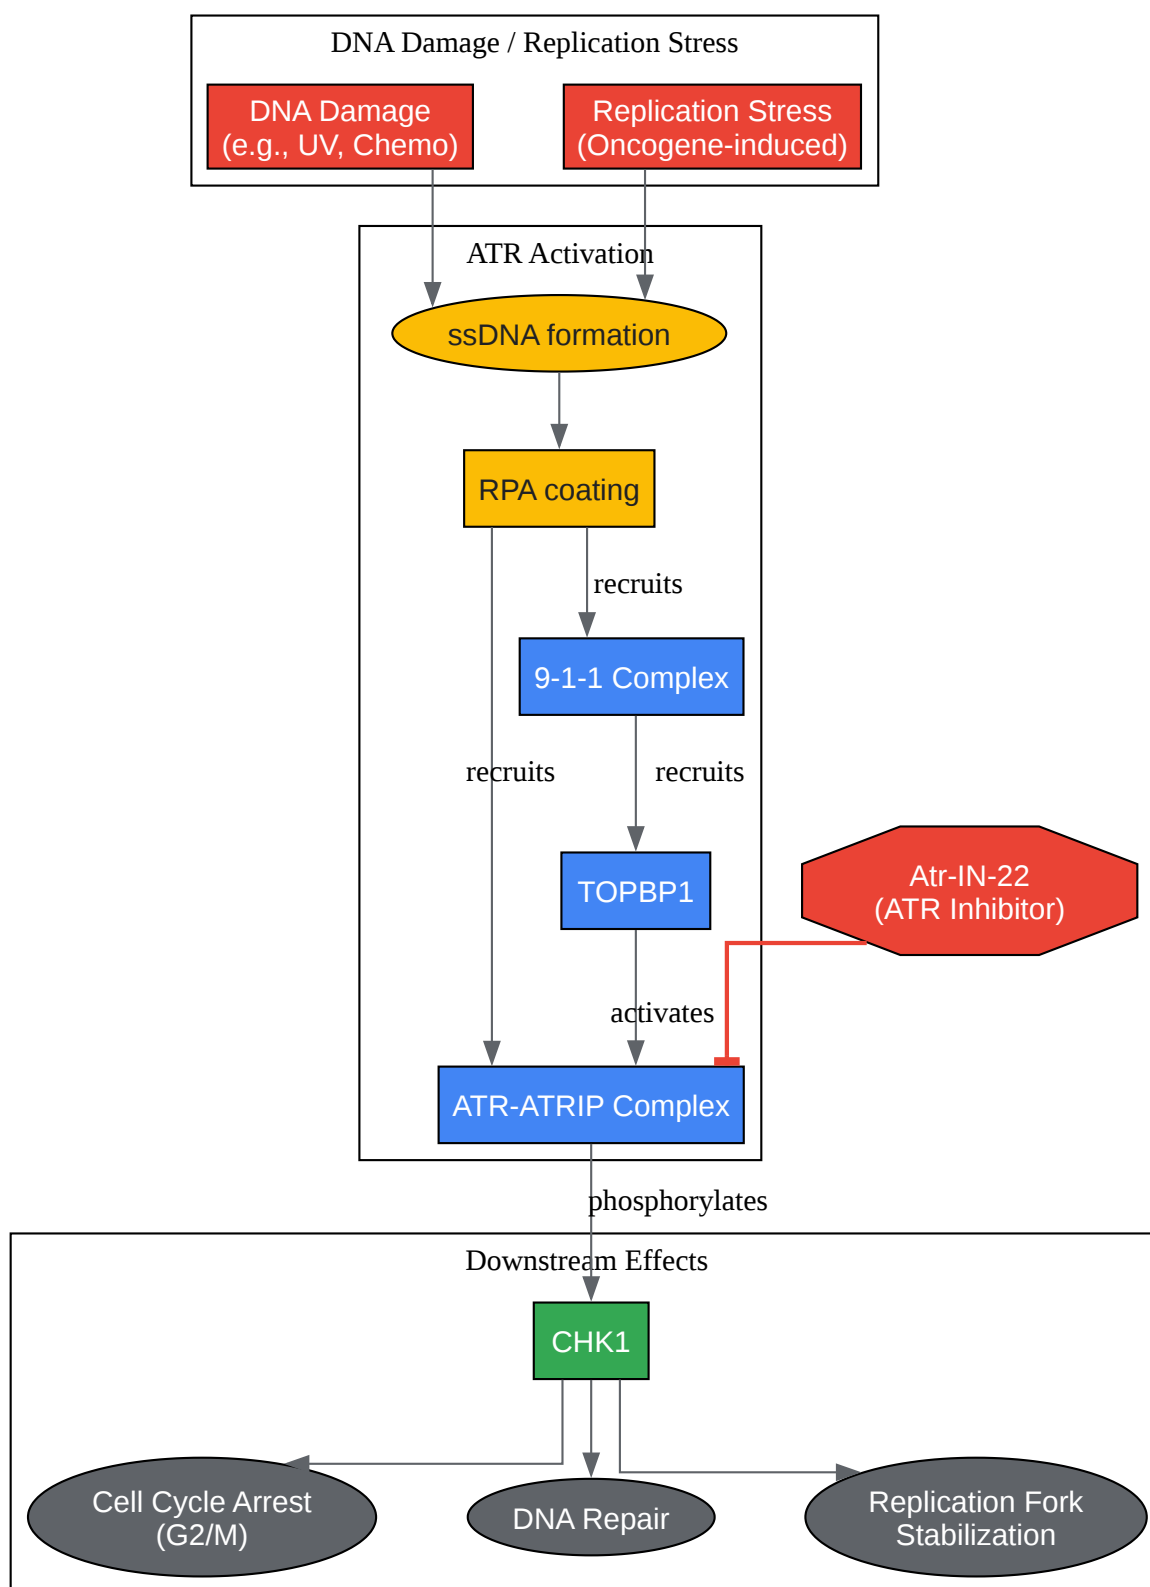 DNA Damage / Replication Stress
DNA Damage
(e.g., UV, Chemo)
Replication Stress
(Oncogene-induced)
ATR Activation
ssDNA formation
RPA coating
recruits
9-1-1 Complex
recruits
recruits
TOPBP1
Atr-IN-22
(ATR Inhibitor)
activates
ATR-ATRIP Complex
phosphorylates
Downstream Effects
CHK1
Cell Cycle Arrest
(G2/M)
DNA Repair
Replication Fork
Stabilization